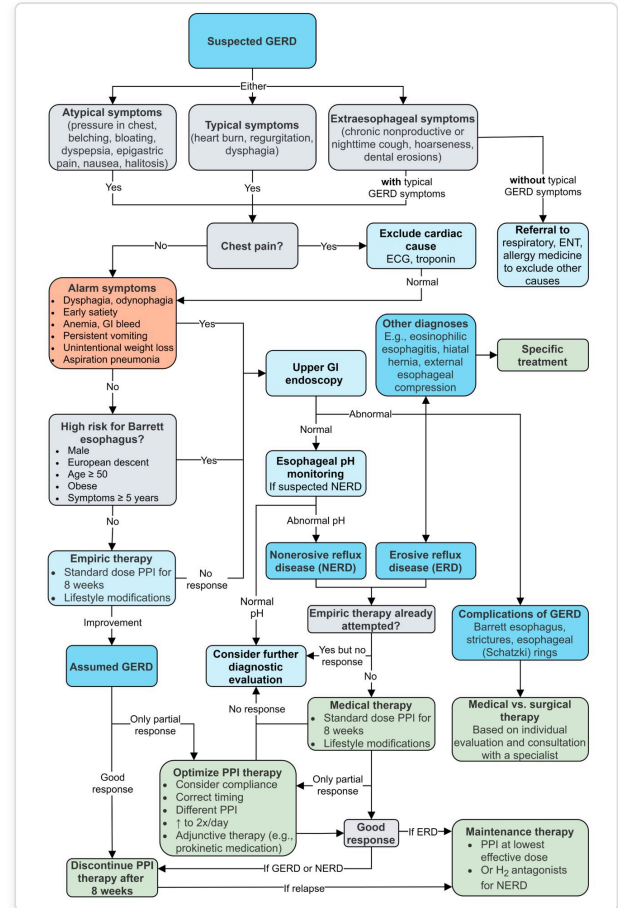 Suspected GERD
Either
Atypical symptoms
(pressure in chest,
belching, bloating,
dyspepsia, epigastric
pain, nausea, halitosis)
Typical symptoms
(heart burn, regurgitation,
dysphagia)
Extraesophageal symptoms
(chronic nonproductive or
nighttime cough, hoarseness,
dental erosions)
Yes
Yes
with typical
GERD symptoms
without typical
GERD symptoms
Chest pain?
No
Yes
Exclude cardiac
cause
ECG, troponin
Referral to
respiratory, ENT,
allergy medicine
to exclude other
causes
Normal
Alarm symptoms
• Dysphagia, odynophagia
• Early satiety
• Anemia, GI bleed
• Persistent vomiting
• Unintentional weight loss
• Aspiration pneumonia
Yes
Other diagnoses
E.g., eosinophilic
esophagitis, hiatal
hernia, external
esophageal
compression
Specific
treatment
Upper GI
endoscopy
No
Abnormal
Normal
High risk for Barrett
esophagus?
• Male
• European descent
• Age ≥ 50
• Obese
• Symptoms ≥ 5 years
Yes
Esophageal pH
monitoring
If suspected NERD
No
Abnormal pH
Empiric therapy
• Standard dose PPI for
8 weeks
• Lifestyle modifications
No
response
Nonerosive reflux
disease (NERD)
Erosive reflux
disease (ERD)
Normal
pH
Empiric therapy already
attempted?
Complications of GERD
Barrett esophagus,
strictures, esophageal
(Schatzki) rings
Improvement
Assumed GERD
Consider further
diagnostic
evaluation
Yes but no
response
No
No response
Medical therapy
• Standard dose PPI for
8 weeks
• Lifestyle modifications
Medical vs. surgical
therapy
Based on individual
evaluation and consultation
with a specialist
Only partial
response
Optimize PPI therapy
• Consider compliance
• Correct timing
• Different PPI
• ↑ to 2x/day
• Adjunctive therapy (e.g.,
prokinetic medication)
Only partial
response
Good
response
Good
response
If ERD
Maintenance therapy
• PPI at lowest
effective dose
• Or H₂ antagonists
for NERD
Discontinue PPI
therapy after
8 weeks
If GERD or NERD
If relapse